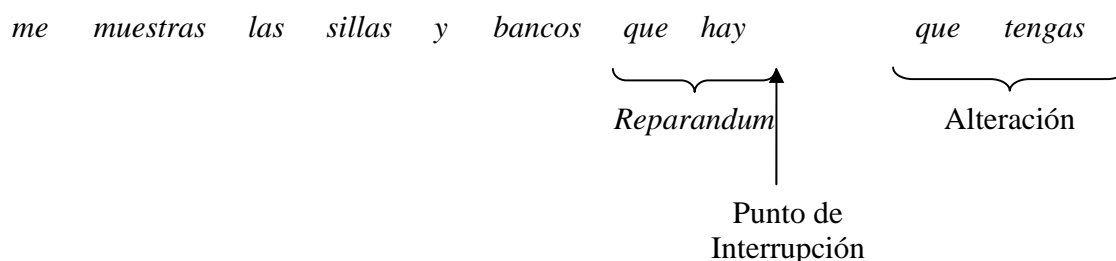 me muestras las sillas y bancos que hay que tengas
Reparandum Alteración
Punto de
Interrupción